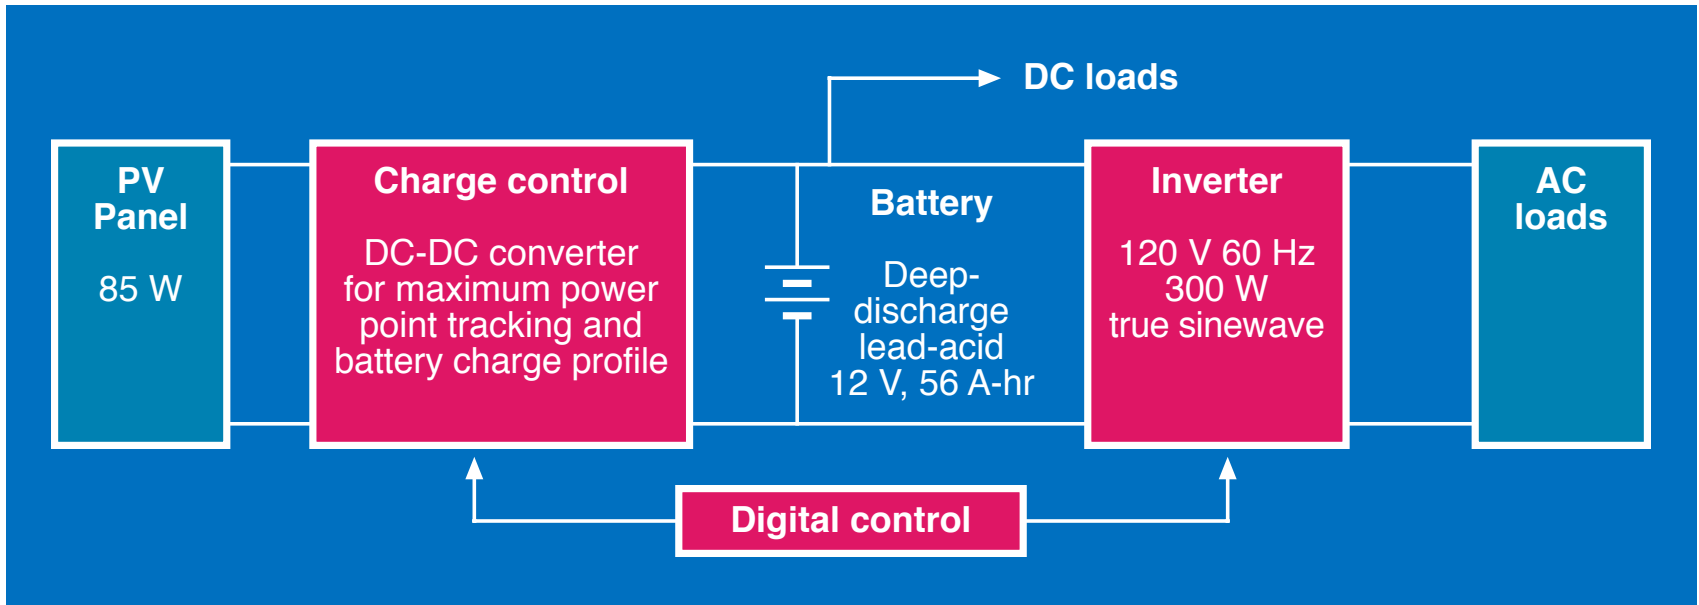 DC loads
PV
Panel
85 W
Charge control
DC-DC converter
for maximum power
point tracking and
battery charge profile
Battery
Deep-
discharge
lead-acid
12 V, 56 A-hr
Inverter
120 V 60 Hz
300 W
true sinewave
AC
loads
Digital control